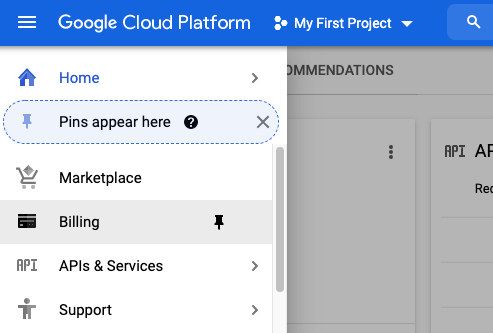 Google Cloud Platform
My First Project
Home
OMMENDATIONS
Pins appear here ?
Marketplace
API AP
Rec
Billing
API APIs & Services
Support